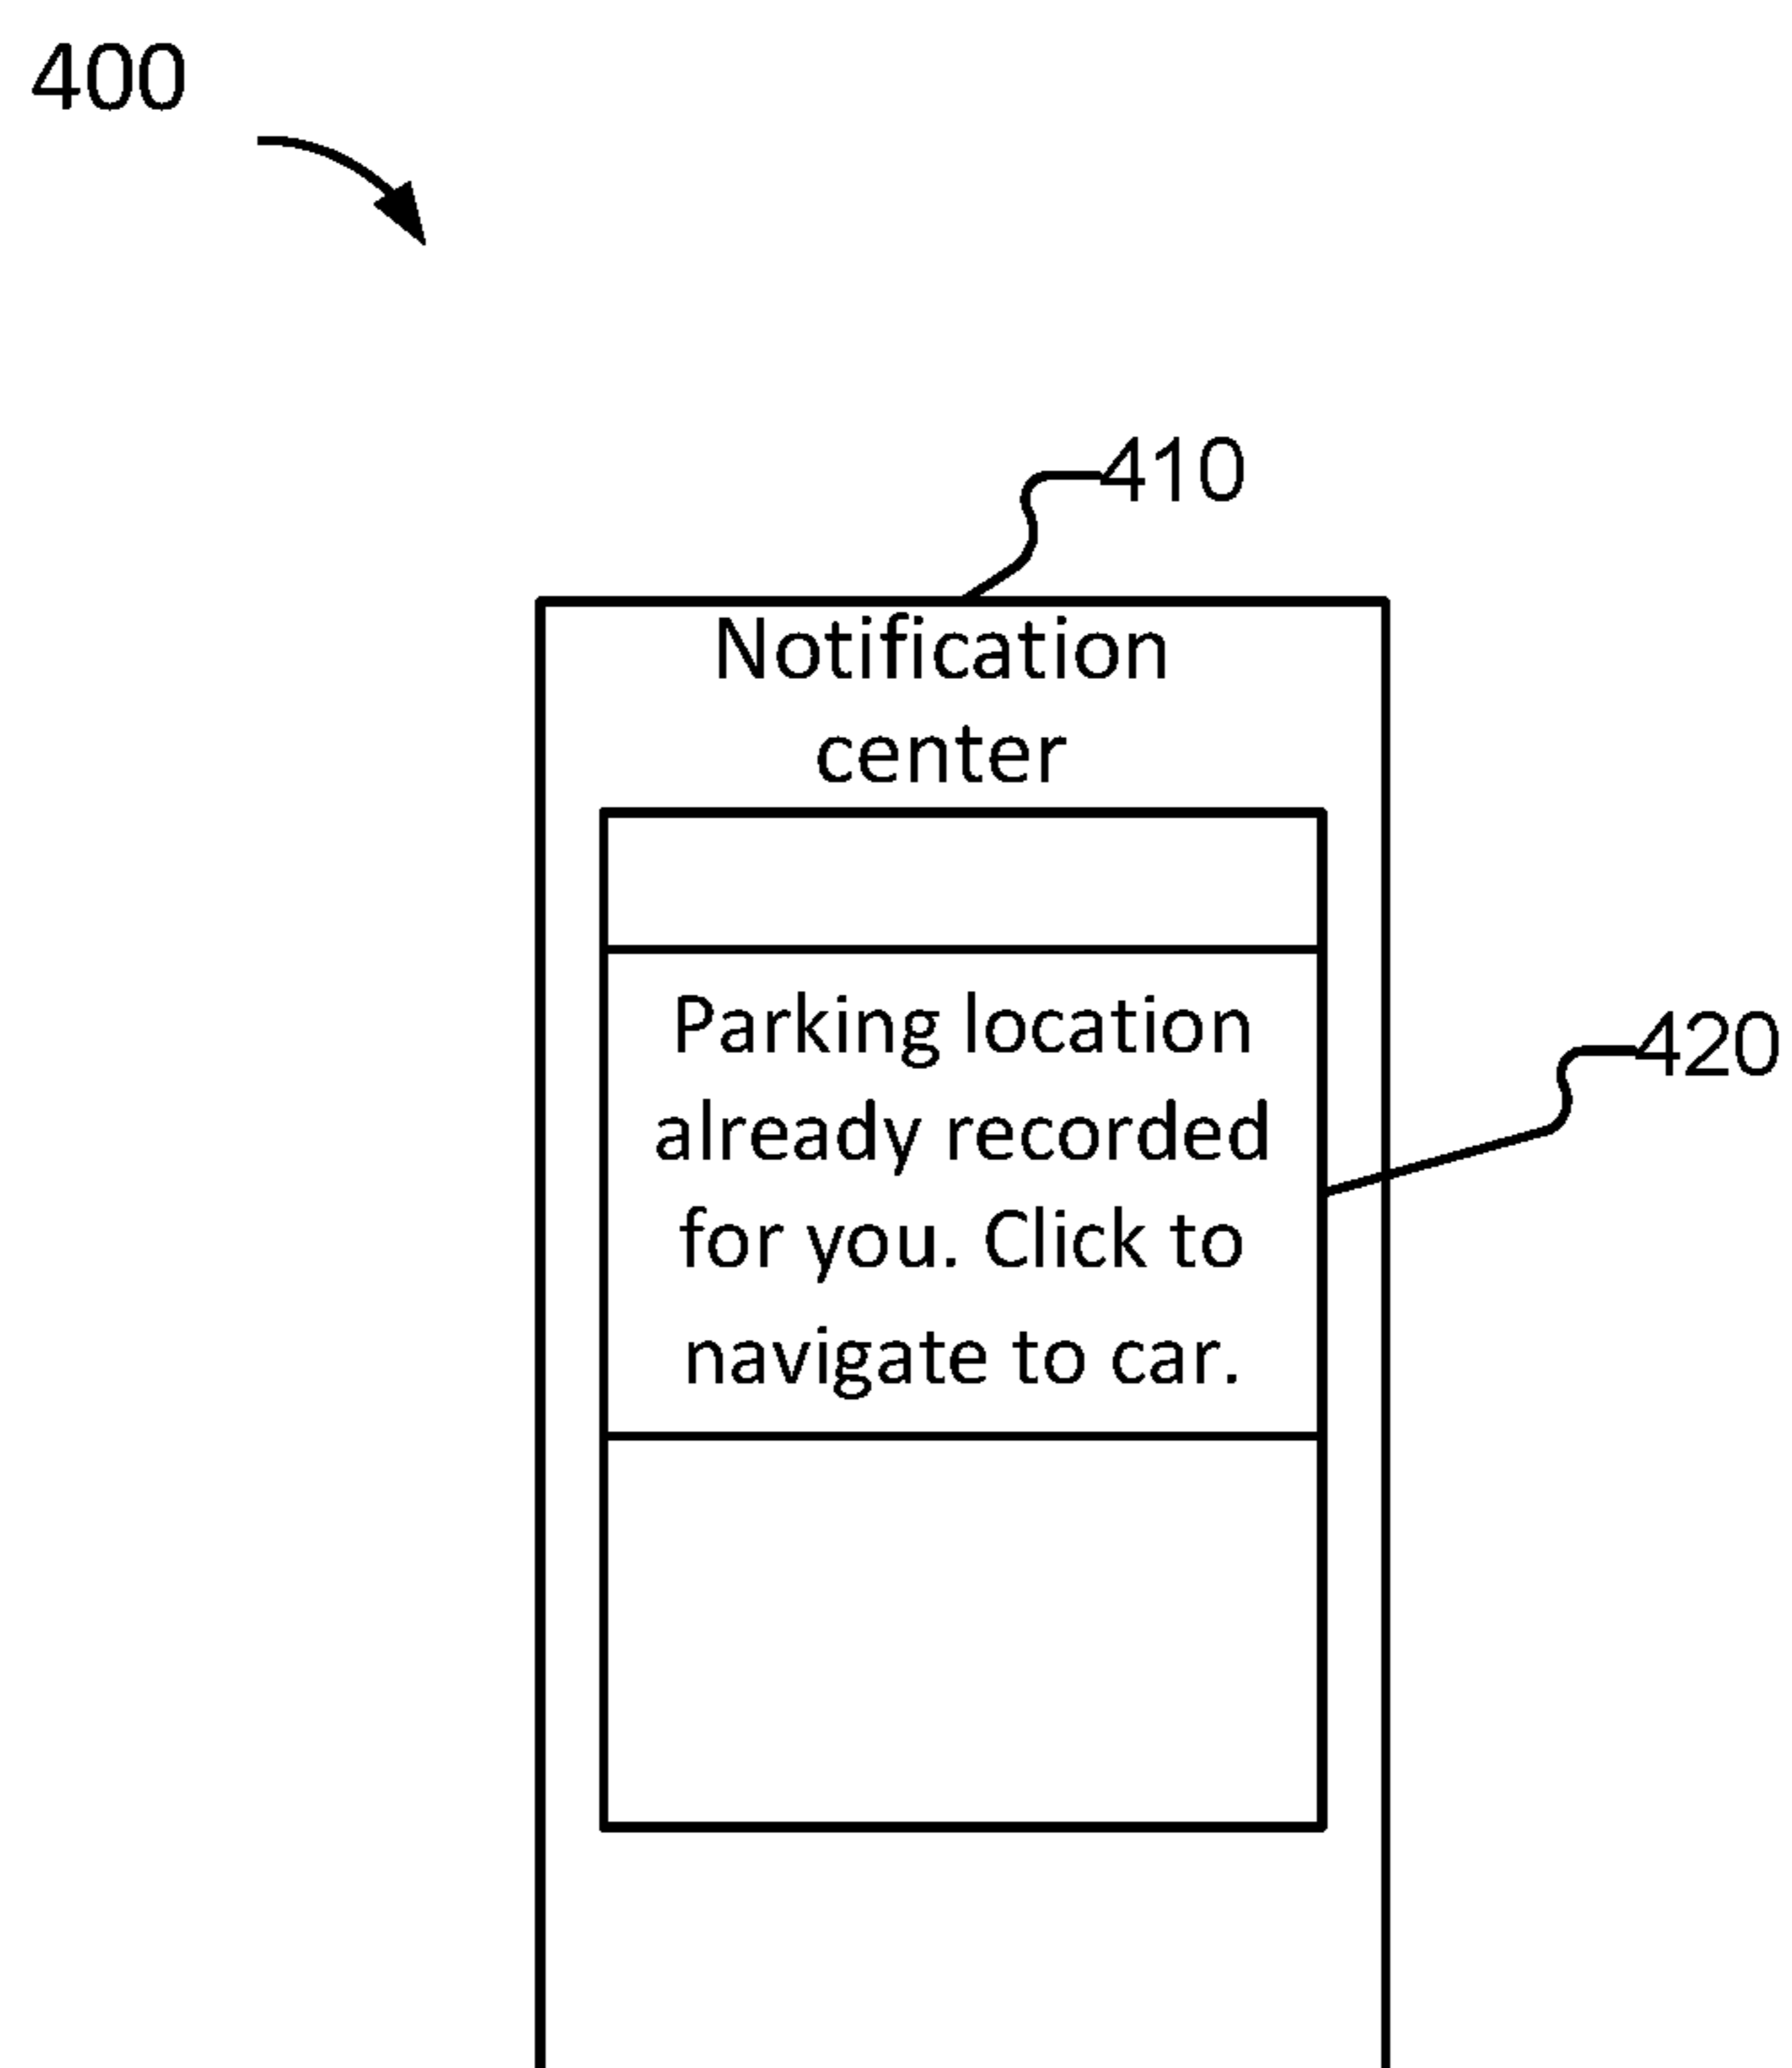 400
410
Notification
center
Parking location
already recorded
for you. Click to
navigate to car.
420